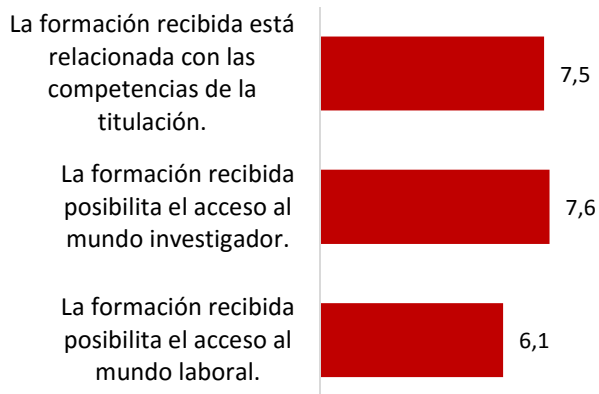 La formación recibida está
relacionada con las
competencias de la
titulación.
7,5
La formación recibida
posibilita el acceso al
mundo investigador.
7,6
La formación recibida
posibilita el acceso al
mundo laboral.
6,1